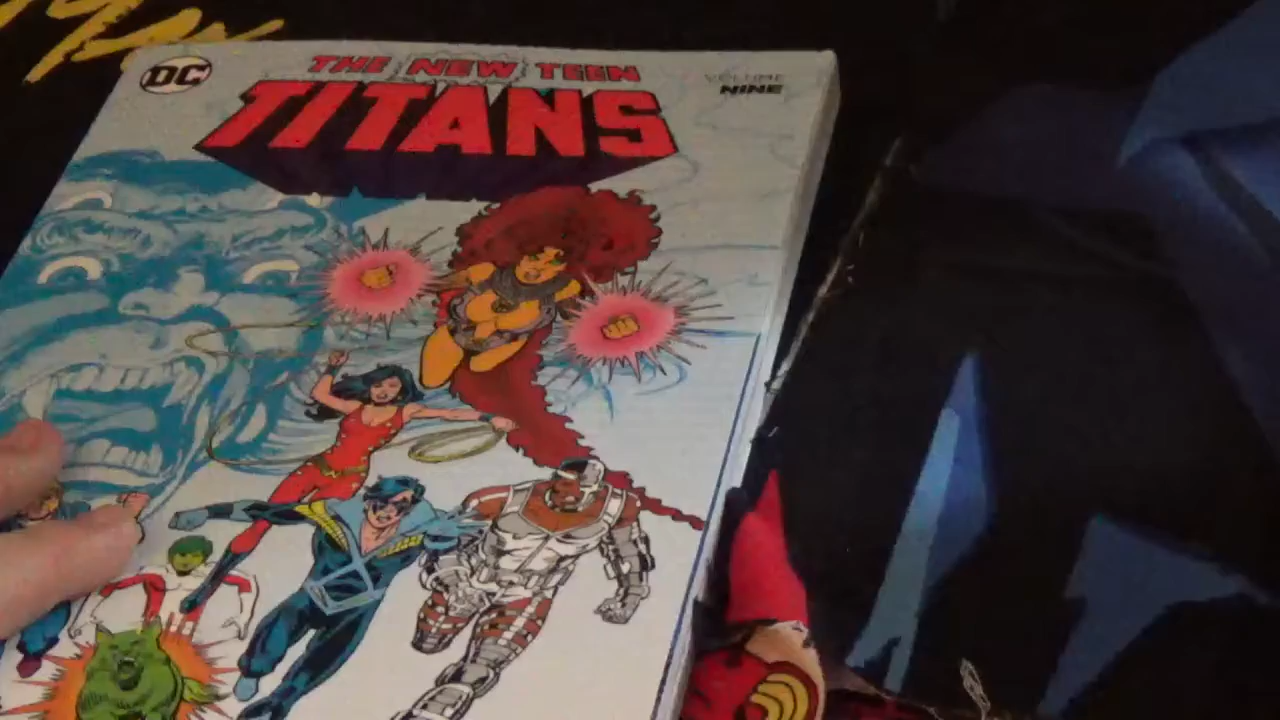 DC
THE NEW TEEN
TITANS
VOLUME
NINE